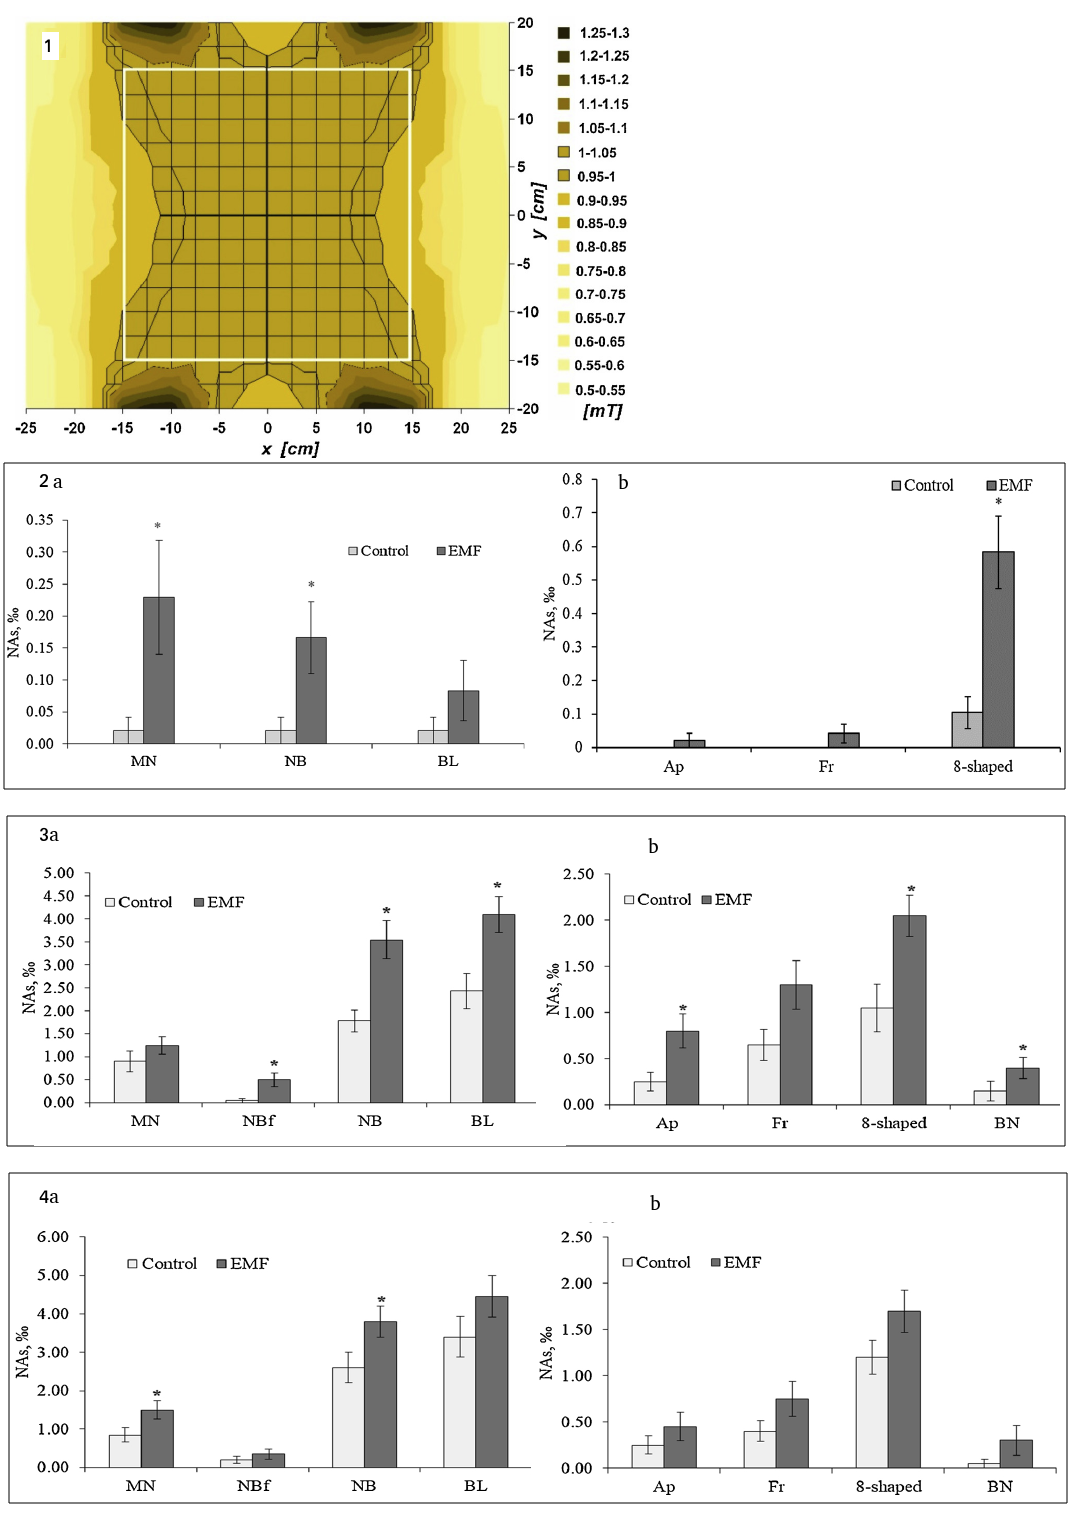 1
20
15
10
5
0
-5
-10
-15
-20
y [cm]
-25 -20 -15 -10 -5 0 5 10 15 20 25
x [cm]
1.25-1.3
1.2-1.25
1.15-1.2
1.1-1.15
1.05-1.1
1-1.05
0.95-1
0.9-0.95
0.85-0.9
0.8-0.85
0.75-0.8
0.7-0.75
0.65-0.7
0.6-0.65
0.55-0.6
0.5-0.55
[mT]
2 a
Control EMF
NAs, ‰
0.35
0.30
0.25
0.20
0.15
0.10
0.05
0.00
* *
MN NB BL
b
Control EMF
NAs, ‰
0.8
0.7
0.6
0.5
0.4
0.3
0.2
0.1
0
*
Ap Fr 8-shaped
3a
Control EMF
NAs, ‰
5.00
4.50
4.00
3.50
3.00
2.50
2.00
1.50
1.00
0.50
0.00
* * *
MN NBf NB BL
b
Control EMF
NAs, ‰
2.50
2.00
1.50
1.00
0.50
0.00
* * *
Ap Fr 8-shaped BN
4a
Control EMF
NAs, ‰
6.00
5.00
4.00
3.00
2.00
1.00
0.00
* *
MN NBf NB BL
b
Control EMF
NAs, ‰
2.50
2.00
1.50
1.00
0.50
0.00
Ap Fr 8-shaped BN